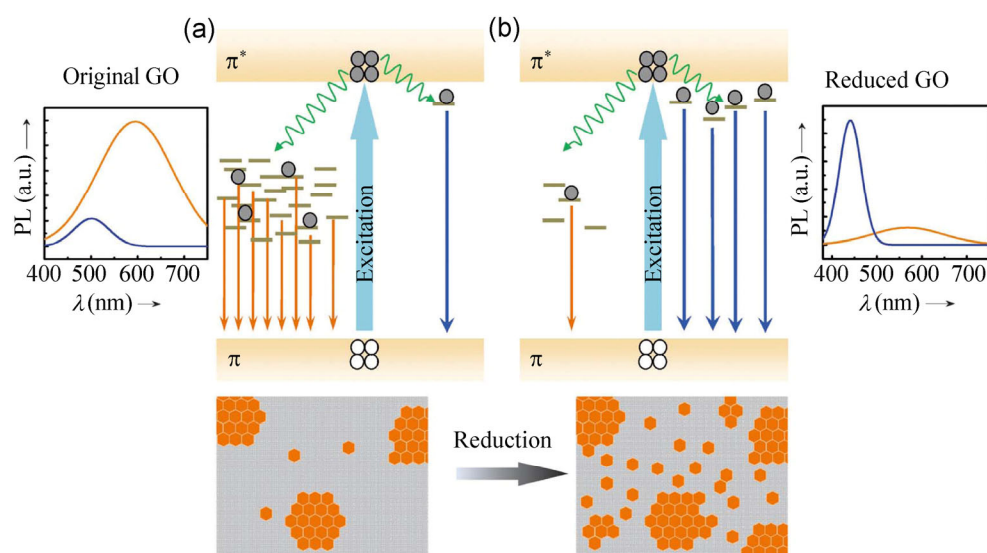 (a)
(b)
π*
π*
Original GO
Reduced GO
PL (a.u.)
400 500 600 700
λ (nm)
Excitation
Excitation
PL (a.u.)
400 500 600 700
λ (nm)
π
π
Reduction